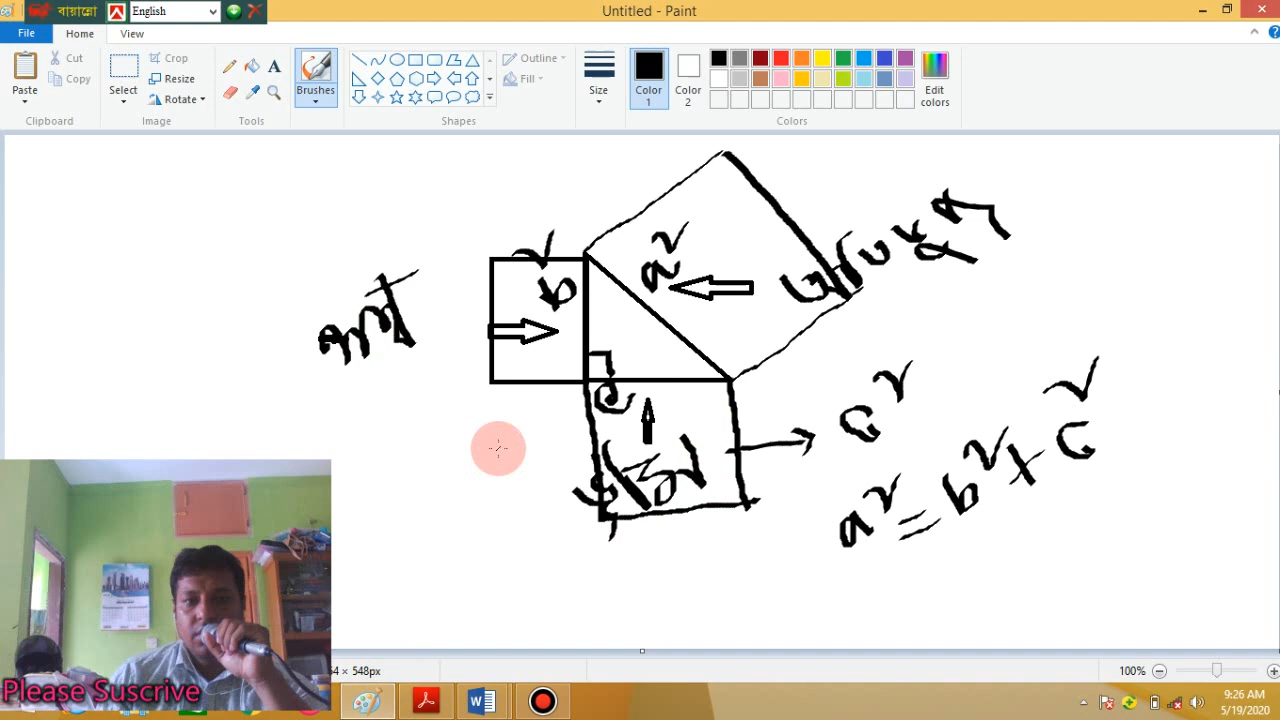 বায়ান্নো
English
Untitled - Paint
File
Home
View
Paste
Cut
Copy
Clipboard
Select
Crop
Resize
Rotate
Image
Tools
Brushes
Shapes
Outline
Fill
Size
Color 1
Color 2
Edit colors
Colors
b²
a²
লম্ব
ভূমি
c²
a² = b² + c²
Please Suscrive
548px
100%
9:26 AM
5/19/2020